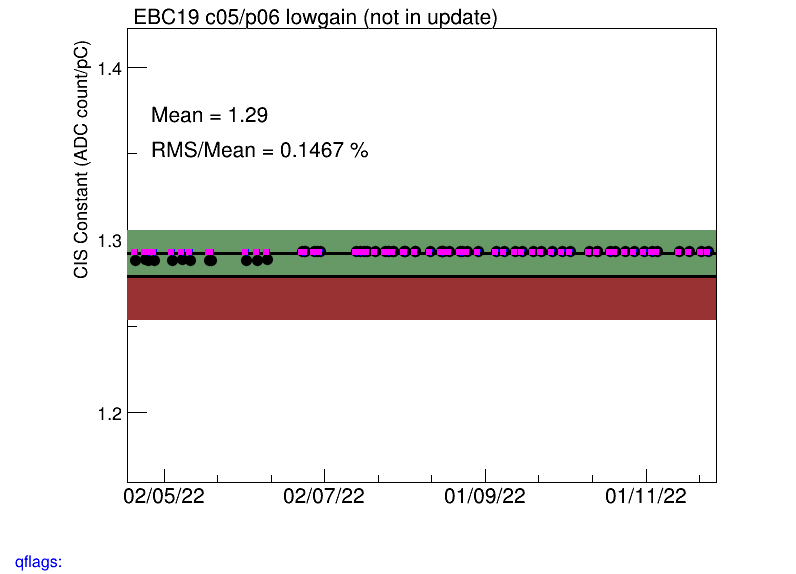 EBC19 c05/p06 lowgain (not in update)
CIS Constant (ADC count/pC)
1.4
Mean = 1.29
RMS/Mean = 0.1467 %
1.3
1.2
02/05/22 02/07/22 01/09/22 01/11/22
qflags: